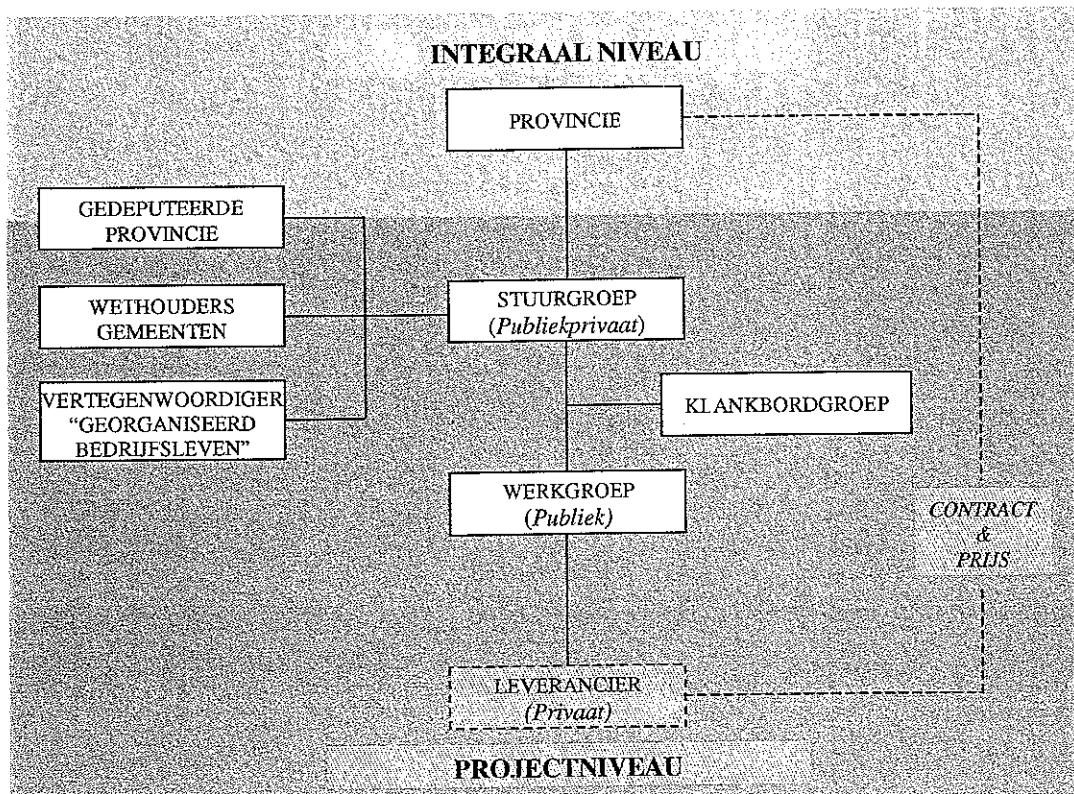 INTEGRAAL NIVEAU
PROVINCIE
GEDEPUTEERDE
PROVINCIE
WETHOUDERS
GEMEENTEN
VERTEGENWOORDIGER
“GEORGANISEERD
BEDRIJFSLEVEN”
STUURGROEP
(Publiekprivaat)
KLANKBORDGROEP
WERKGROEP
(Publiek)
CONTRACT
&
PRIJS
LEVERANCIER
(Privaat)
PROJECTNIVEAU